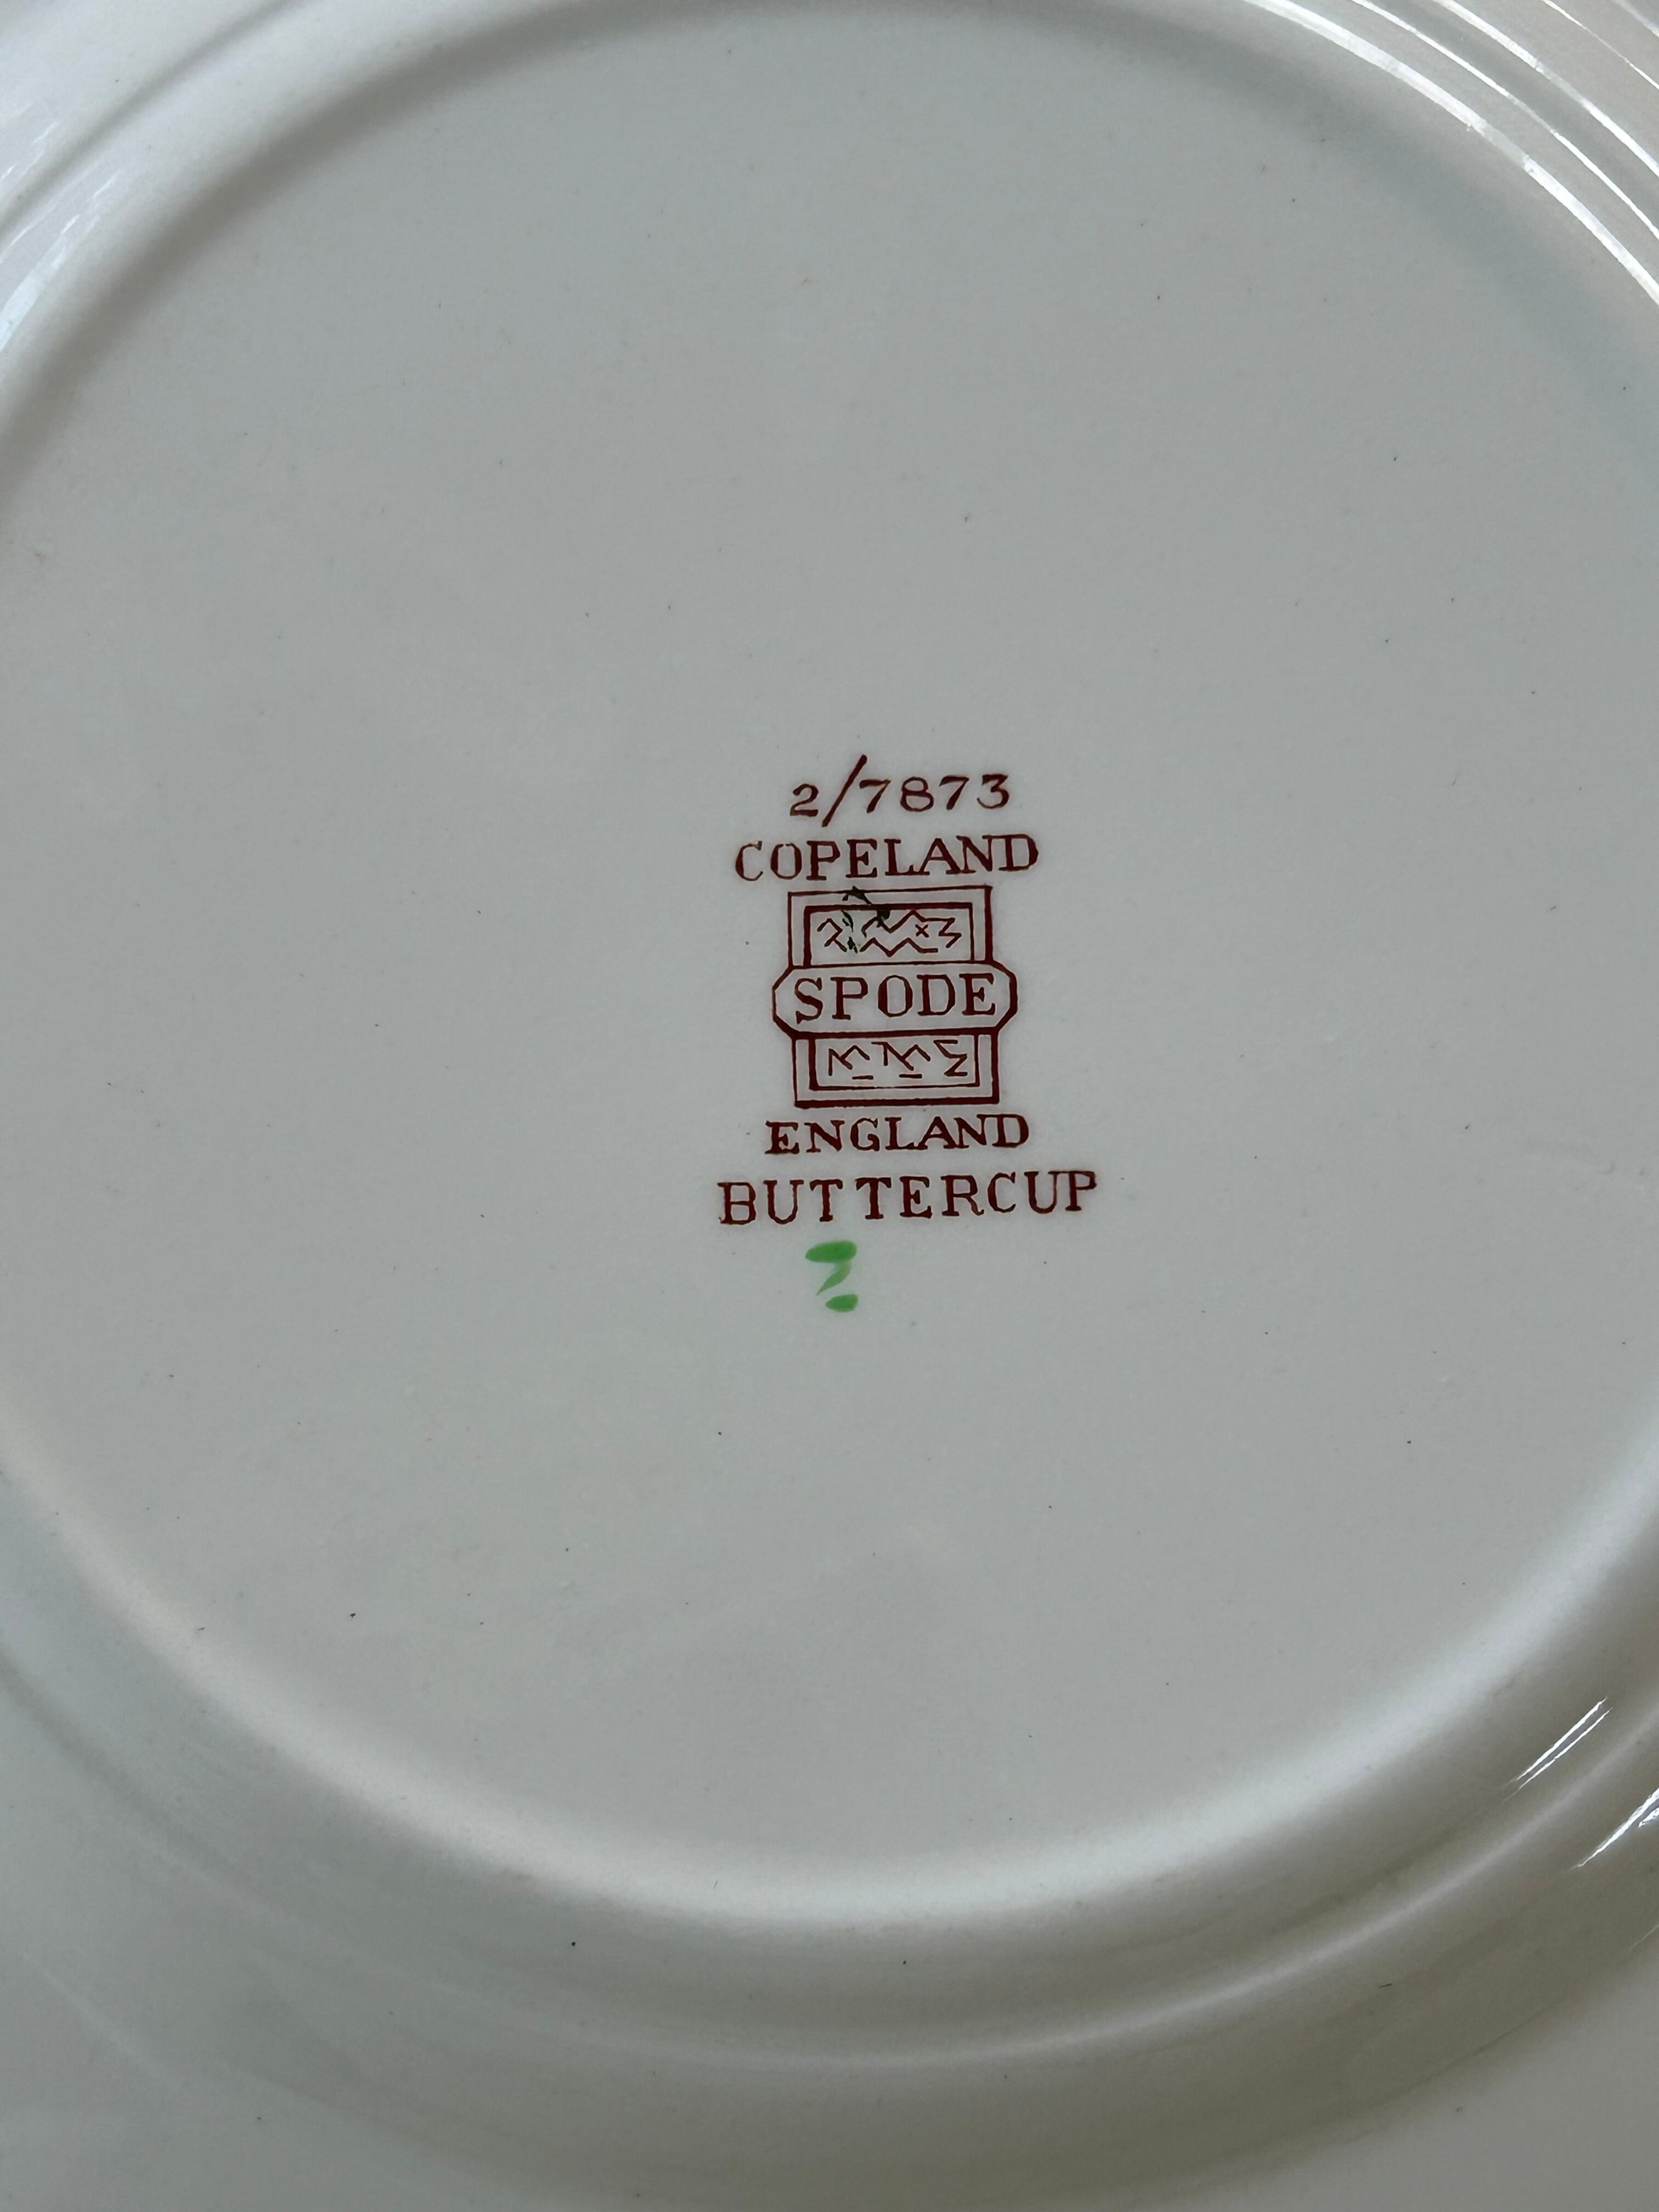 2/7873
COPELAND
SPODE
ENGLAND
BUTTERCUP